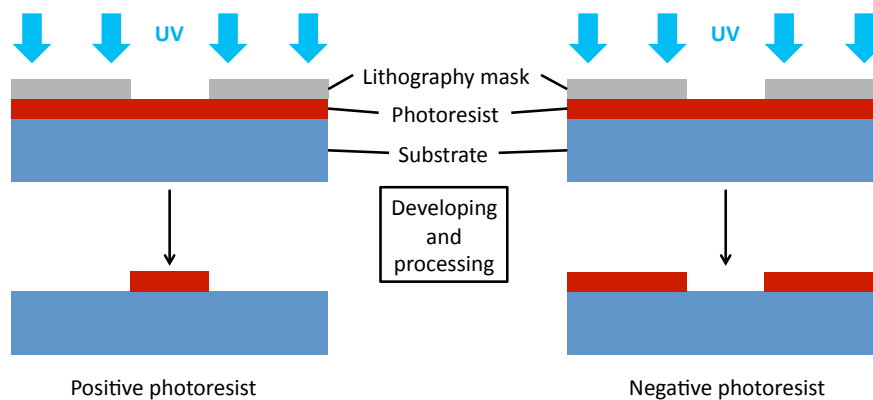 UV
UV
Lithography mask
Photoresist
Substrate
Developing
and
processing
Positive photoresist
Negative photoresist